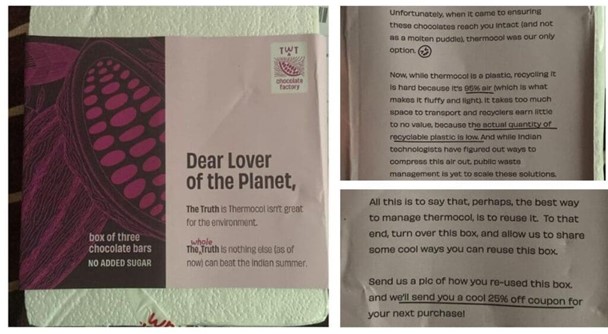 TWT
chocolate
factory
Dear Lover
of the Planet,
The Truth is Thermocol isn't great
for the environment.
whole
The Truth is nothing else (as of
now) can beat the Indian summer.
box of three
chocolate bars
NO ADDED SUGAR
Unfortunately, when it came to ensuring
these chocolates reach you intact (and not
as a molten puddle), thermocol was our only
option.
Now, while thermocol is a plastic, recycling it
is hard because it's 95% air (which is what
makes it fluffy and light). It takes too much
space to transport and recyclers earn little
to no value, because the actual quantity of
recyclable plastic is low. And while Indian
technologists have figured out ways to
compress this air out, public waste
management is yet to scale these solutions.
All this is to say that, perhaps, the best way
to manage thermocol, is to reuse it. To that
end, turn over this box, and allow us to share
some cool ways you can reuse this box.
Send us a pic of how you re-used this box.
and we'll send you a cool 25% off coupon for
your next purchase!